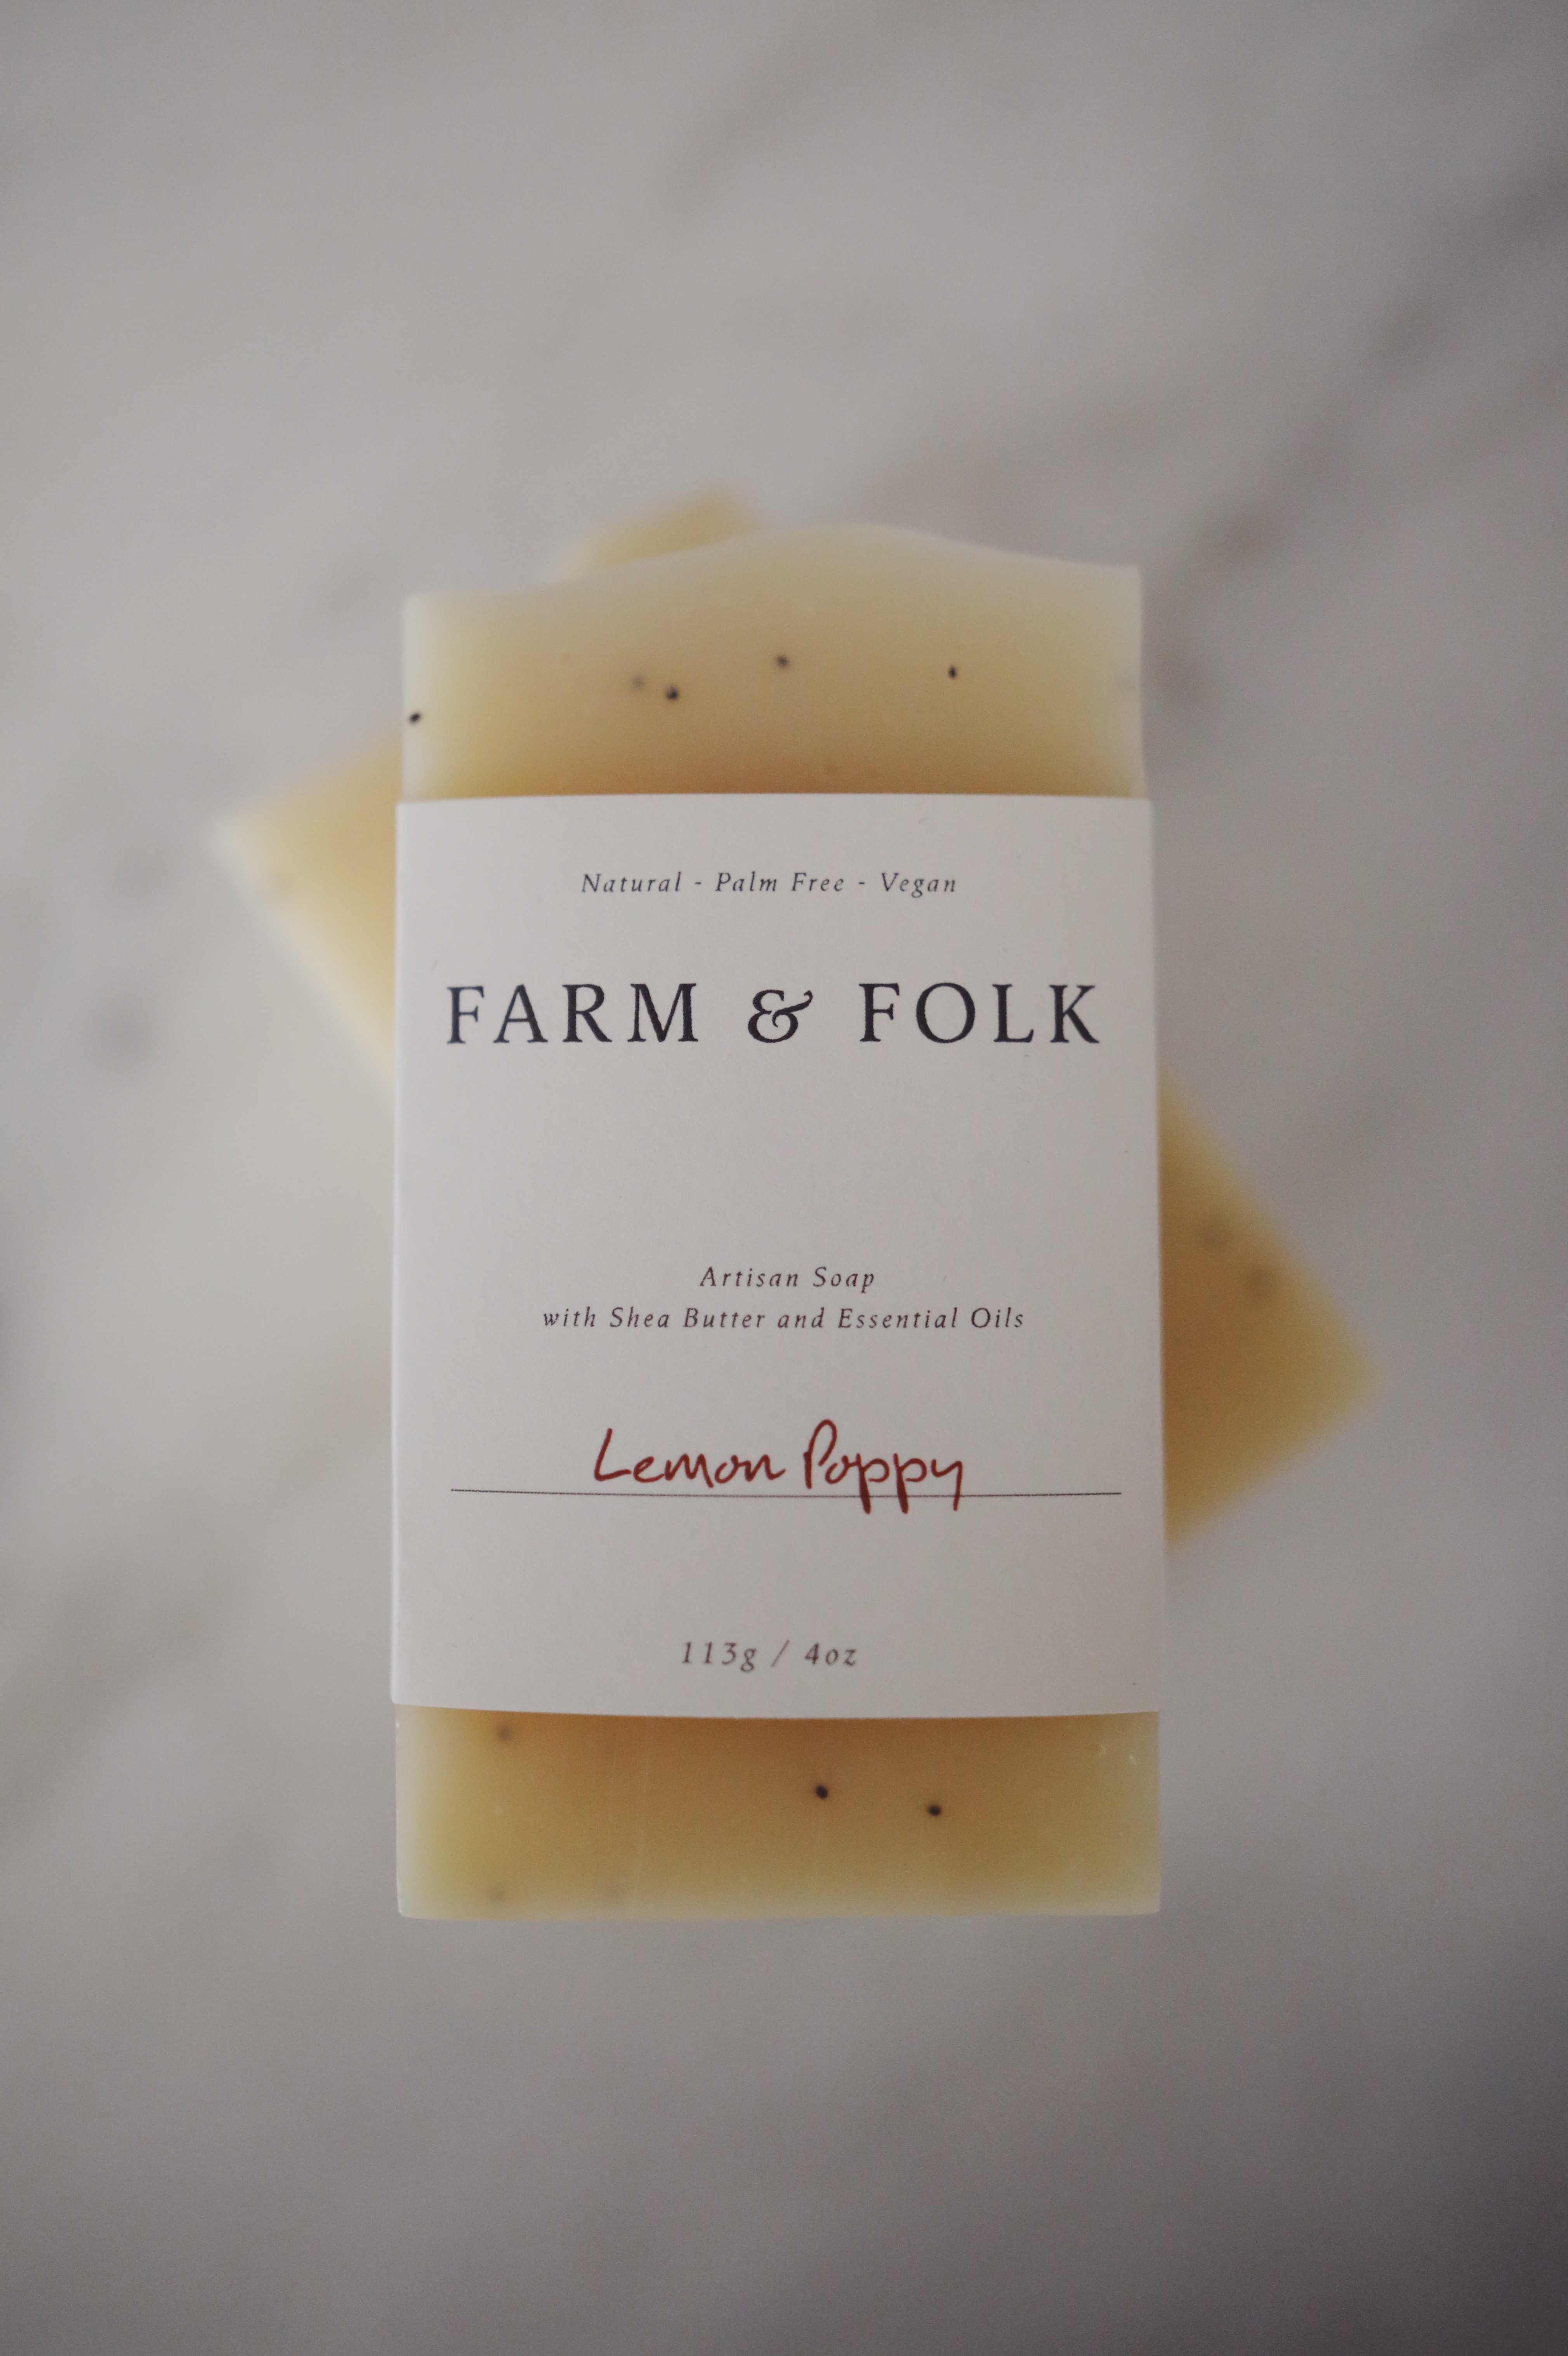 Natural - Palm Free - Vegan
FARM & FOLK
Artisan Soap
with Shea Butter and Essential Oils
Lemon Poppy
113g / 4oz